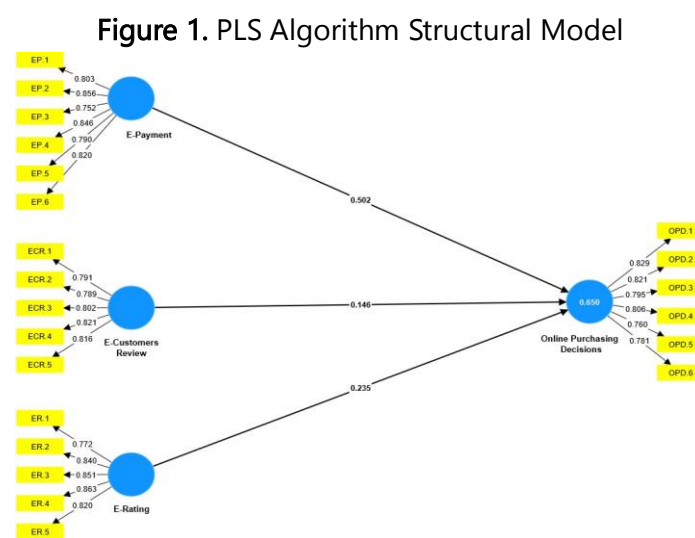 Figure 1. PLS Algorithm Structural Model
EP.1
EP.2
EP.3
EP.4
EP.5
EP.6
0.803
0.856
0.752
0.846
0.790
0.820
E-Payment
0.502
ECR.1
ECR.2
ECR.3
ECR.4
ECR.5
0.791
0.789
0.802
0.821
0.816
E-Customers
Review
0.146
ER.1
ER.2
ER.3
ER.4
ER.5
0.772
0.840
0.851
0.863
0.820
E-Rating
0.235
0.650
Online Purchasing
Decisions
0.829
0.821
0.795
0.806
0.760
0.781
OPD.1
OPD.2
OPD.3
OPD.4
OPD.5
OPD.6